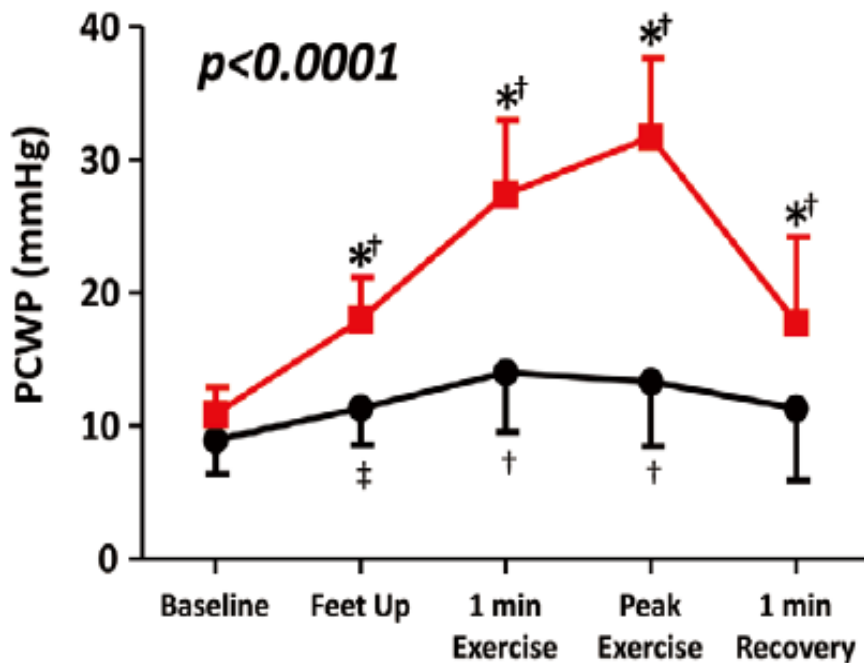 40
p<0.0001
*†
*†
30
*†
*†
20
PCWP (mmHg)
10
‡
†
†
0
Baseline
Feet Up
1 min
Exercise
Peak
Exercise
1 min
Recovery